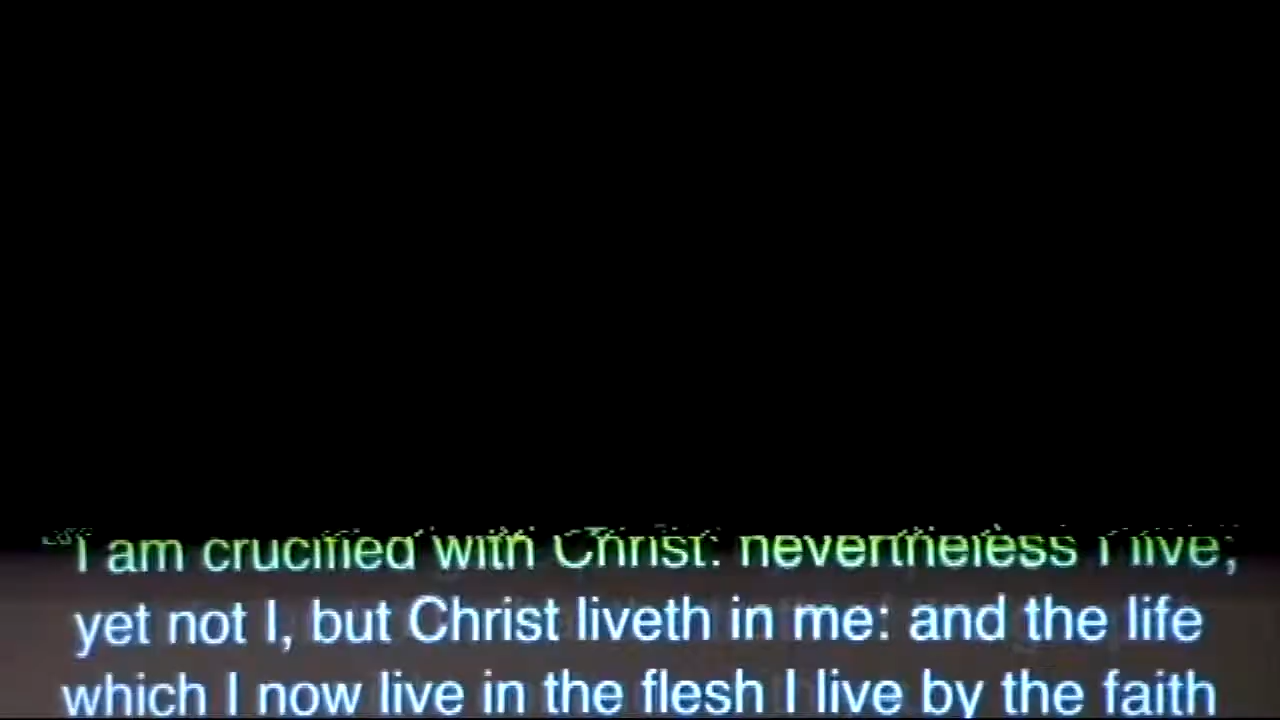 "I am crucified with Christ: nevertheless I live;
yet not I, but Christ liveth in me: and the life
which I now live in the flesh I live by the faith